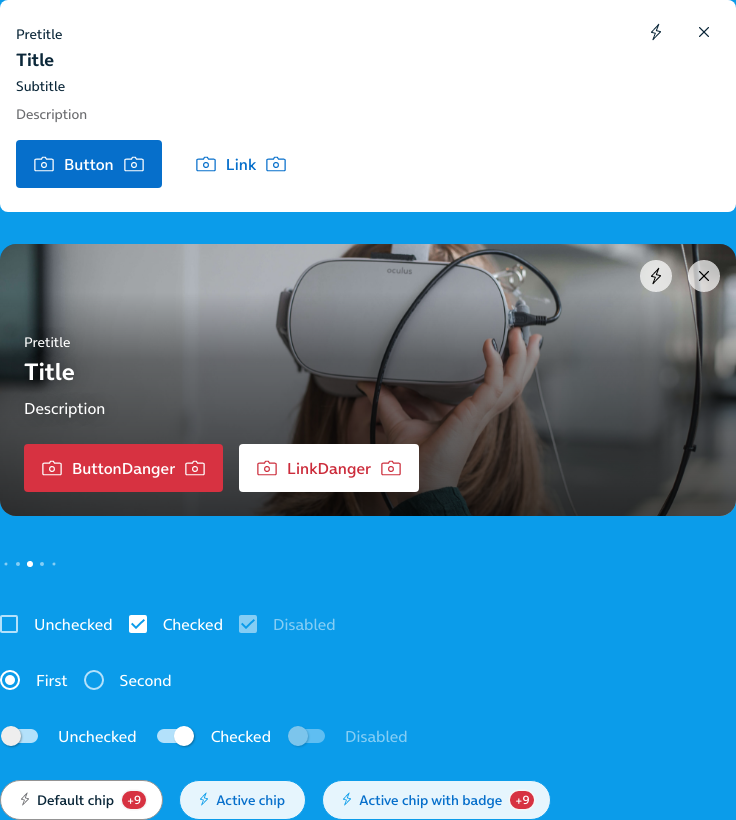 Pretitle
Title
Subtitle
Description
Button Link
oculus
Pretitle
Title
Description
ButtonDanger LinkDanger
Unchecked Checked Disabled
First Second
Unchecked Checked Disabled
Default chip +9 Active chip Active chip with badge +9